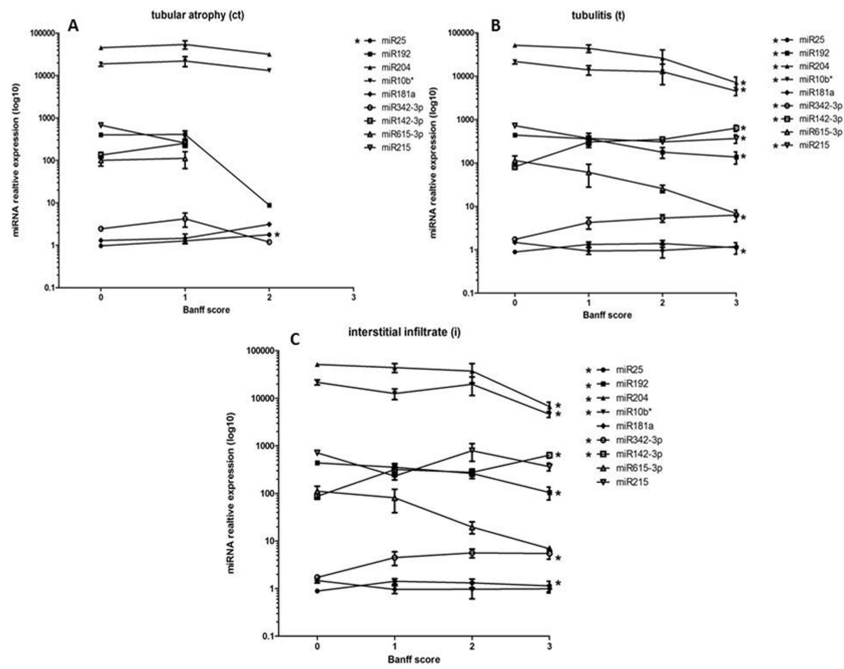 A
tubular atrophy (ct)
miRNA realtive expression (log10)
100000
10000
1000
100
10
1
0.1
0
1
2
3
Banff score
*
* miR25
miR192
miR204
miR10b*
miR181a
miR342-3p
miR142-3p
miR615-3p
miR215
B
tubulitis (t)
miRNA realtive expression (log10)
100000
10000
1000
100
10
1
0.1
0
1
2
3
Banff score
*
*
*
*
*
*
*
* miR25
* miR192
* miR204
* miR10b*
miR181a
* miR342-3p
* miR142-3p
miR615-3p
* miR215
C
interstitial infiltrate (i)
miRNA realtive expression (log10)
100000
10000
1000
100
10
1
0.1
0
1
2
3
Banff score
*
*
*
*
*
*
* miR25
* miR192
* miR204
* miR10b*
miR181a
* miR342-3p
* miR142-3p
miR615-3p
miR215